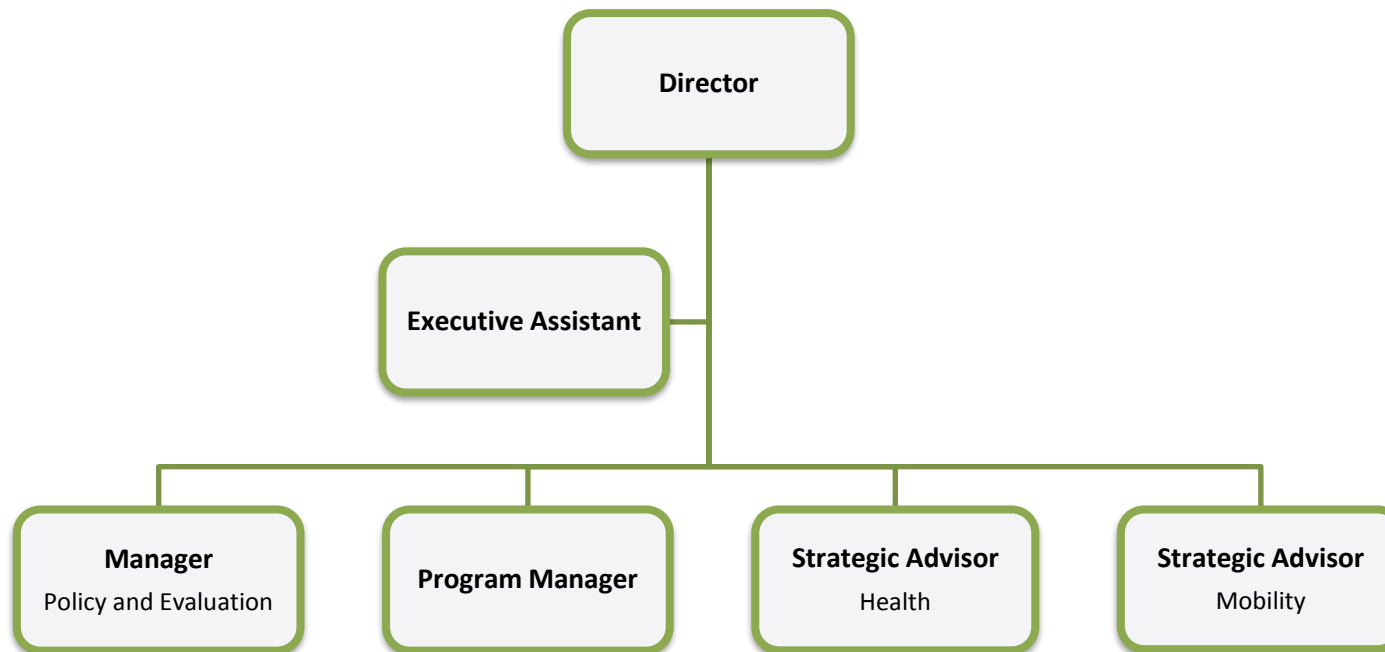 Director
Executive Assistant
Manager
Policy and Evaluation
Program Manager
Strategic Advisor
Health
Strategic Advisor
Mobility